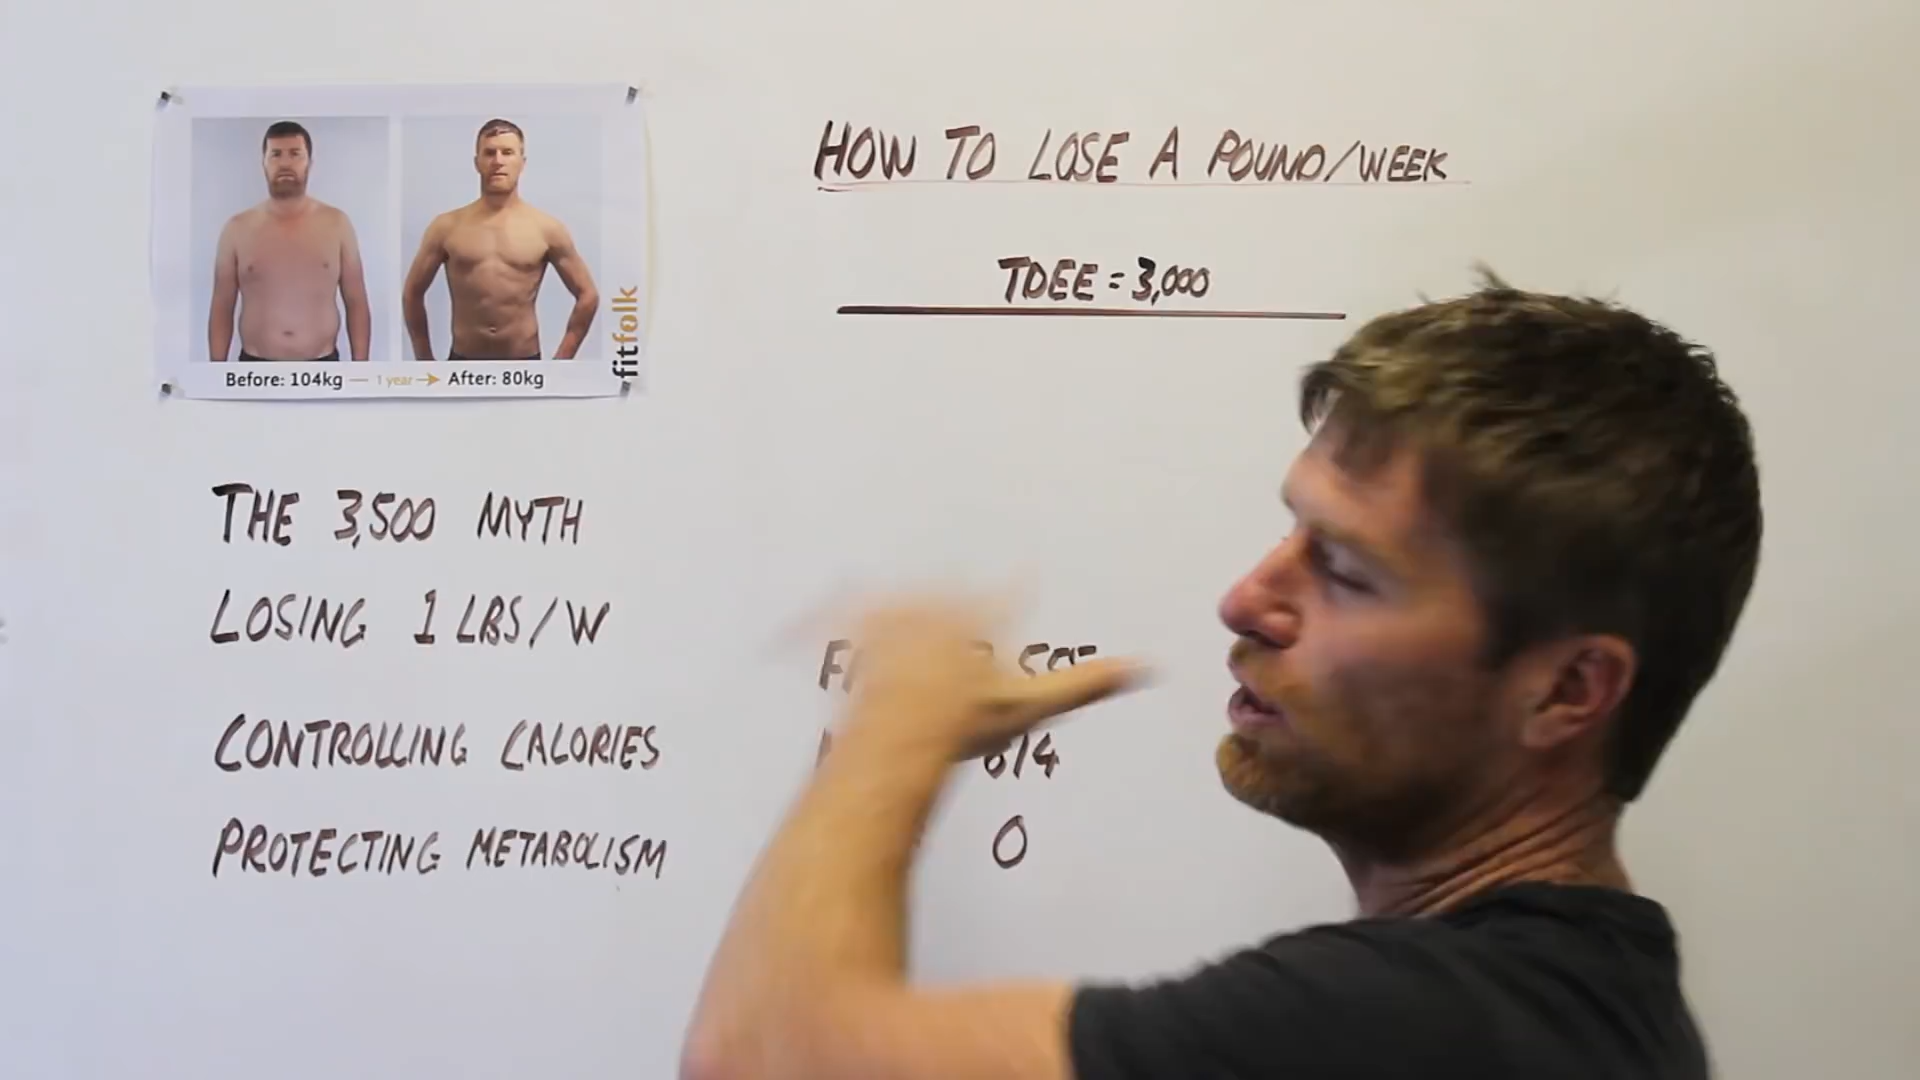 Before: 104kg — 1 year → After: 80kg
fitfolk
THE 3,500 MYTH
LOSING 1 LBS/W
CONTROLLING CALORIES
PROTECTING METABOLISM
HOW TO LOSE A POUND/WEEK
TDEE = 3,000
0